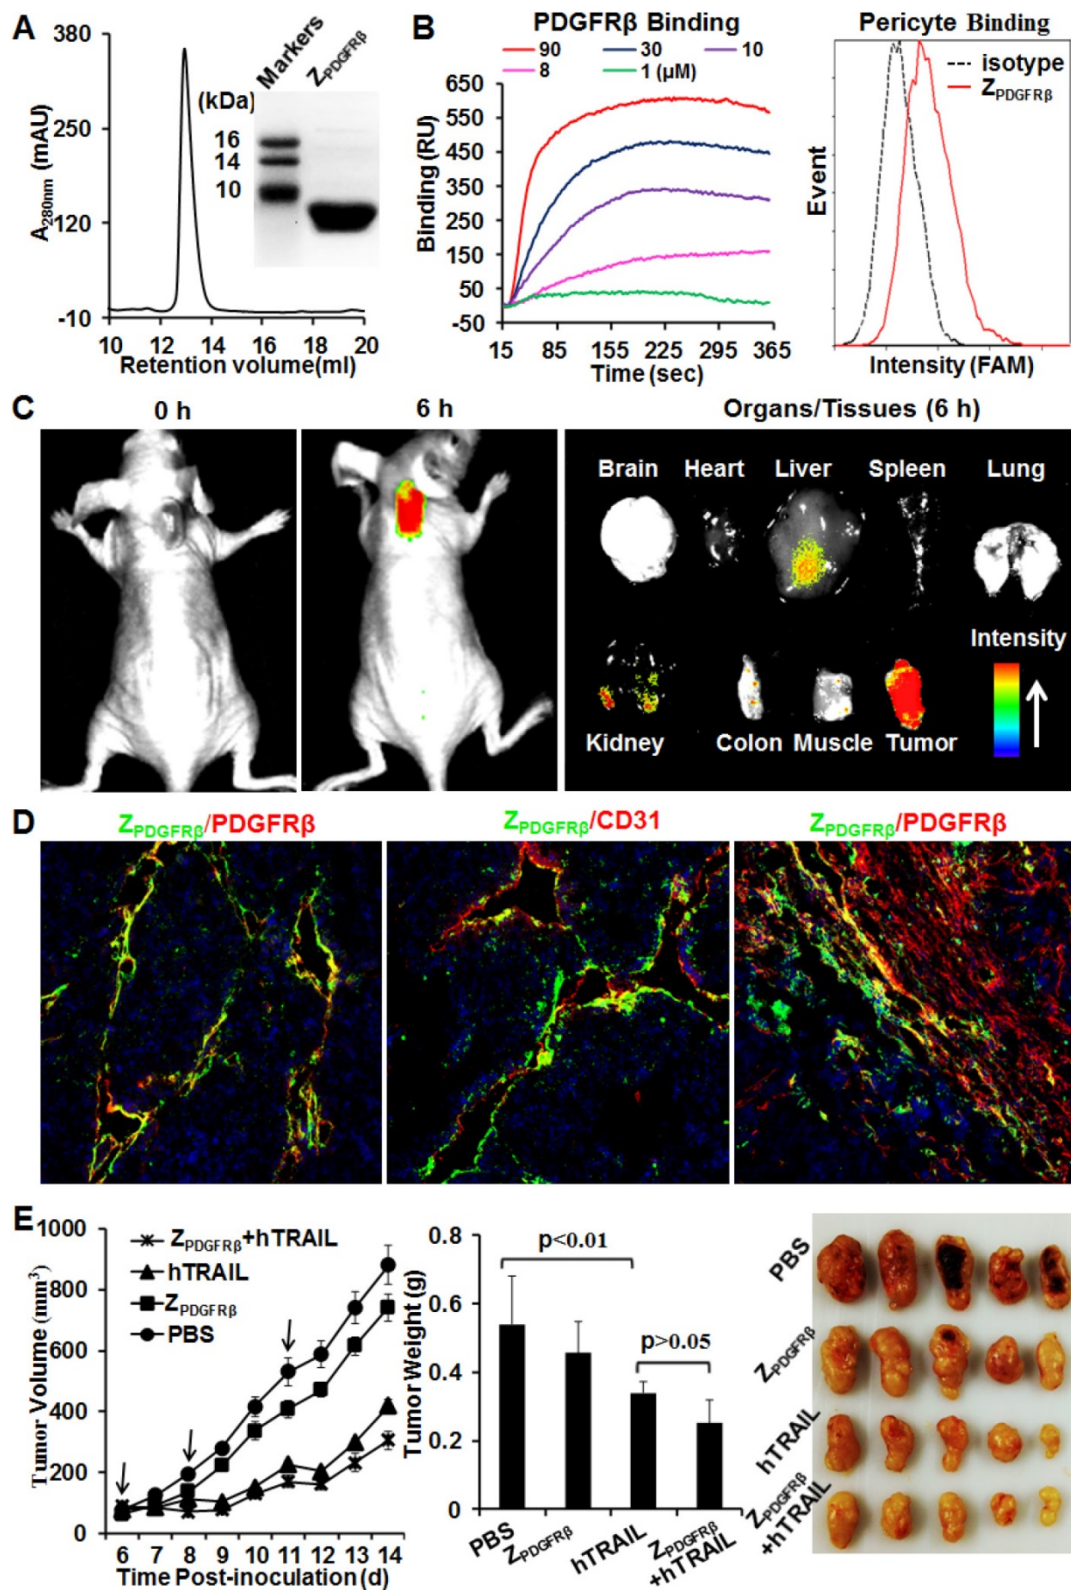 A
380
250
120
-10
A280nm (mAU)
10 12 14 16 18 20
Retention volume(ml)
Markers
ZPDGFRβ
(kDa)
16
14
10
B
PDGFRβ Binding
90 30 10
8 1 (μM)
650
550
450
350
250
150
50
-50
Binding (RU)
15 85 155 225 295 365
Time (sec)
Pericyte Binding
isotype
ZPDGFRβ
Event
Intensity (FAM)
C
0 h
6 h
Organs/Tissues (6 h)
Brain Heart Liver Spleen Lung
Intensity
Kidney Colon Muscle Tumor
D
ZPDGFRβ/PDGFRβ
ZPDGFRβ/CD31
ZPDGFRβ/PDGFRβ
E
1000
800
600
400
200
0
Tumor Volume (mm³)
ZPDGFRβ+hTRAIL
hTRAIL
ZPDGFRβ
PBS
6 7 8 9 10 11 12 13 14
Time Post-inoculation (d)
0.8
0.6
0.4
0.2
0
Tumor Weight (g)
p<0.01
p>0.05
PBS
ZPDGFRβ
hTRAIL
ZPDGFRβ
+hTRAIL
PBS
ZPDGFRβ
hTRAIL
ZPDGFRβ
+hTRAIL